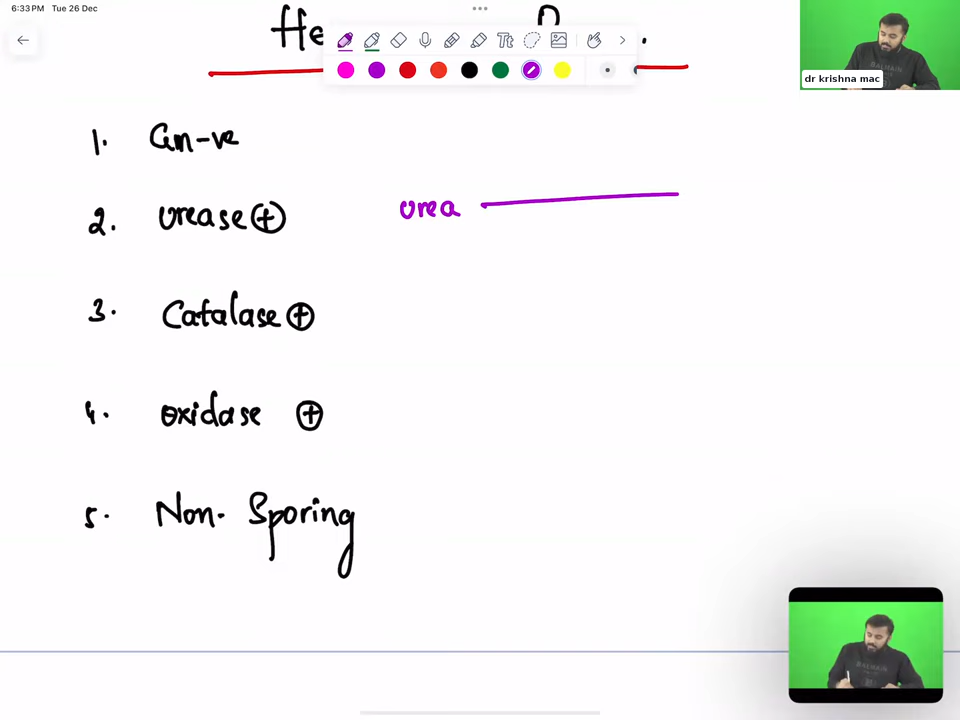 6:33 PM Tue 26 Dec
He
dr krishna mac
1. Gm-ve
2. urease ⊕ urea
3. Catalase ⊕
4. oxidase ⊕
5. Non- Sporing